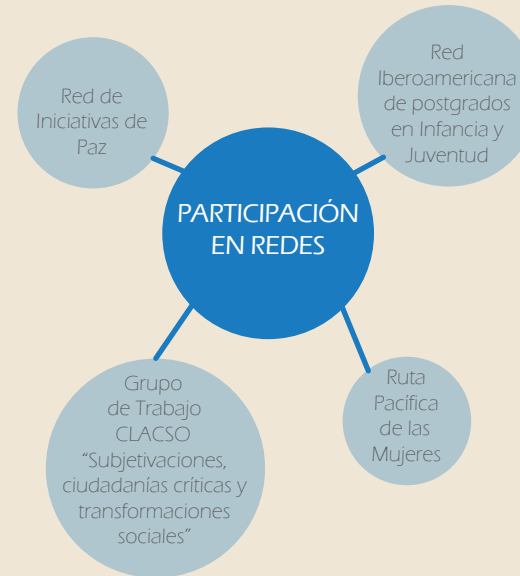 Red de
Iniciativas de
Paz
Red
Iberoamericana
de postgrados
en Infancia y
Juventud
PARTICIPACIÓN
EN REDES
Grupo
de Trabajo
CLACSO
“Subjetivaciones,
ciudadanías críticas y
transformaciones
sociales”
Ruta
Pacífica
de las
Mujeres